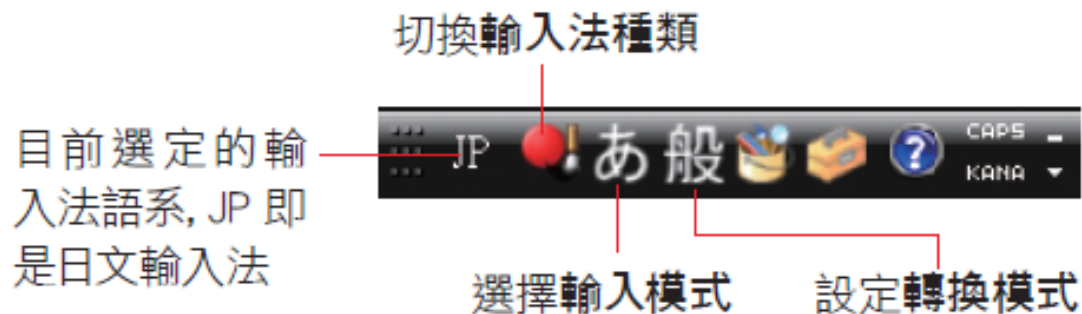 切換輸入法種類
目前選定的輸
入法語系, JP 即
是日文輸入法
JP あ 般 ? CAPS
KANA
選擇輸入模式 設定轉換模式